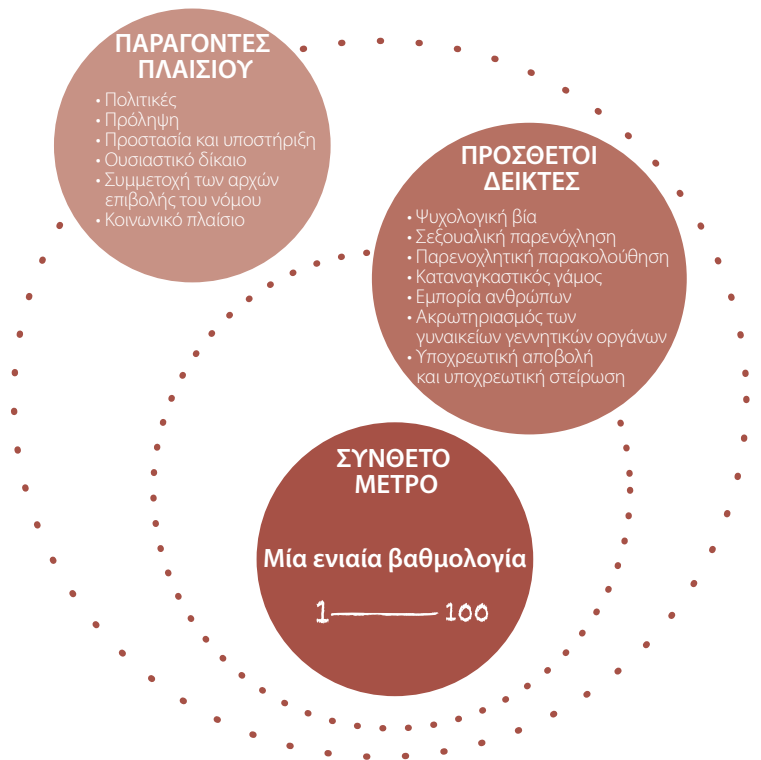 ΠΑΡΑΓΟΝΤΕΣ
ΠΛΑΙΣΙΟΥ
• Πολιτικές
• Πρόληψη
• Προστασία και υποστήριξη
• Ουσιαστικό δίκαιο
• Συμμετοχή των αρχών
επιβολής του νόμου
• Κοινωνικό πλαίσιο
ΠΡΟΣΘΕΤΟΙ
ΔΕΙΚΤΕΣ
• Ψυχολογική βία
• Σεξουαλική παρενόχληση
• Παρενοχλητική παρακολούθηση
• Καταναγκαστικός γάμος
• Εμπορία ανθρώπων
• Ακρωτηριασμός των
γυναικείων γεννητικών οργάνων
• Υποχρεωτική αποβολή
και υποχρεωτική στείρωση
ΣΥΝΘΕΤΟ
ΜΕΤΡΟ
Μία ενιαία βαθμολογία
1 100